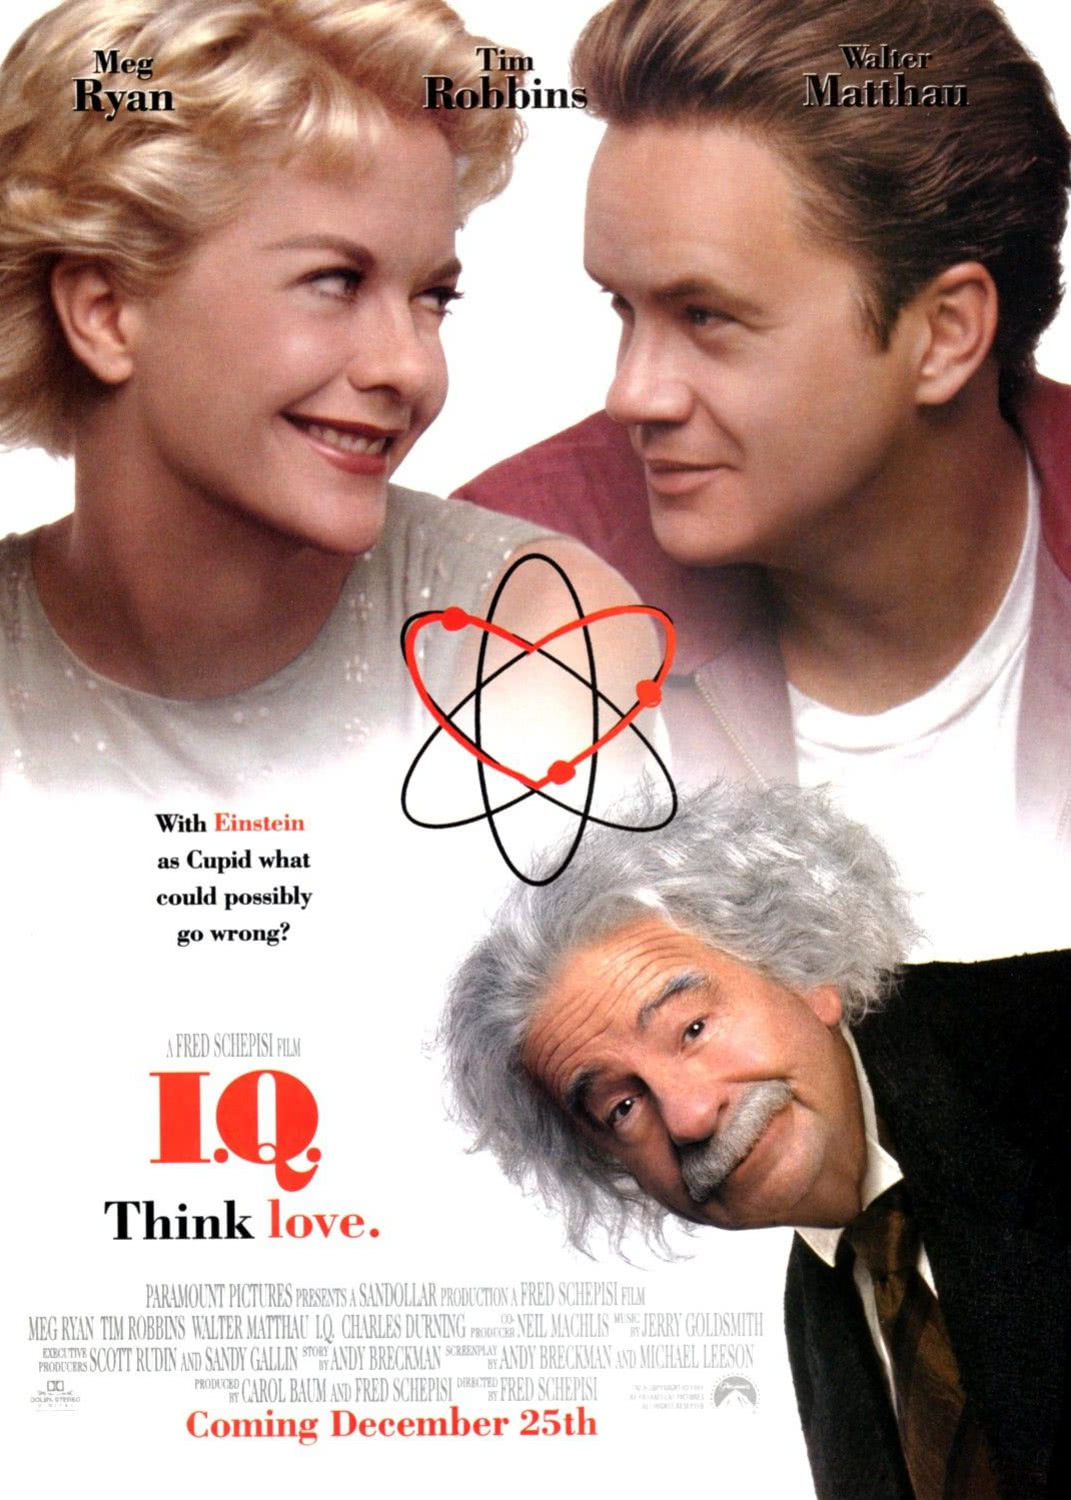 Meg
Ryan
Tim
Robbins
Walter
Matthau
With Einstein
as Cupid what
could possibly
go wrong?
A FRED SCHEPISI FILM
I.Q.
Think love.
PARAMOUNT PICTURES PRESENTS A SANDOLLAR PRODUCTION A FRED SCHEPISI FILM
MEG RYAN TIM ROBBINS WALTER MATTHAU I.Q. CHARLES DURNING CO-PRODUCER NEIL MACHLIS MUSIC BY JERRY GOLDSMITH
EXECUTIVE PRODUCERS SCOTT RUDIN AND SANDY GALLIN STORY BY ANDY BRECKMAN SCREENPLAY BY ANDY BRECKMAN AND MICHAEL LEESON
PRODUCED BY CAROL BAUM AND FRED SCHEPISI DIRECTED BY FRED SCHEPISI
DOLBY STEREO
Coming December 25th